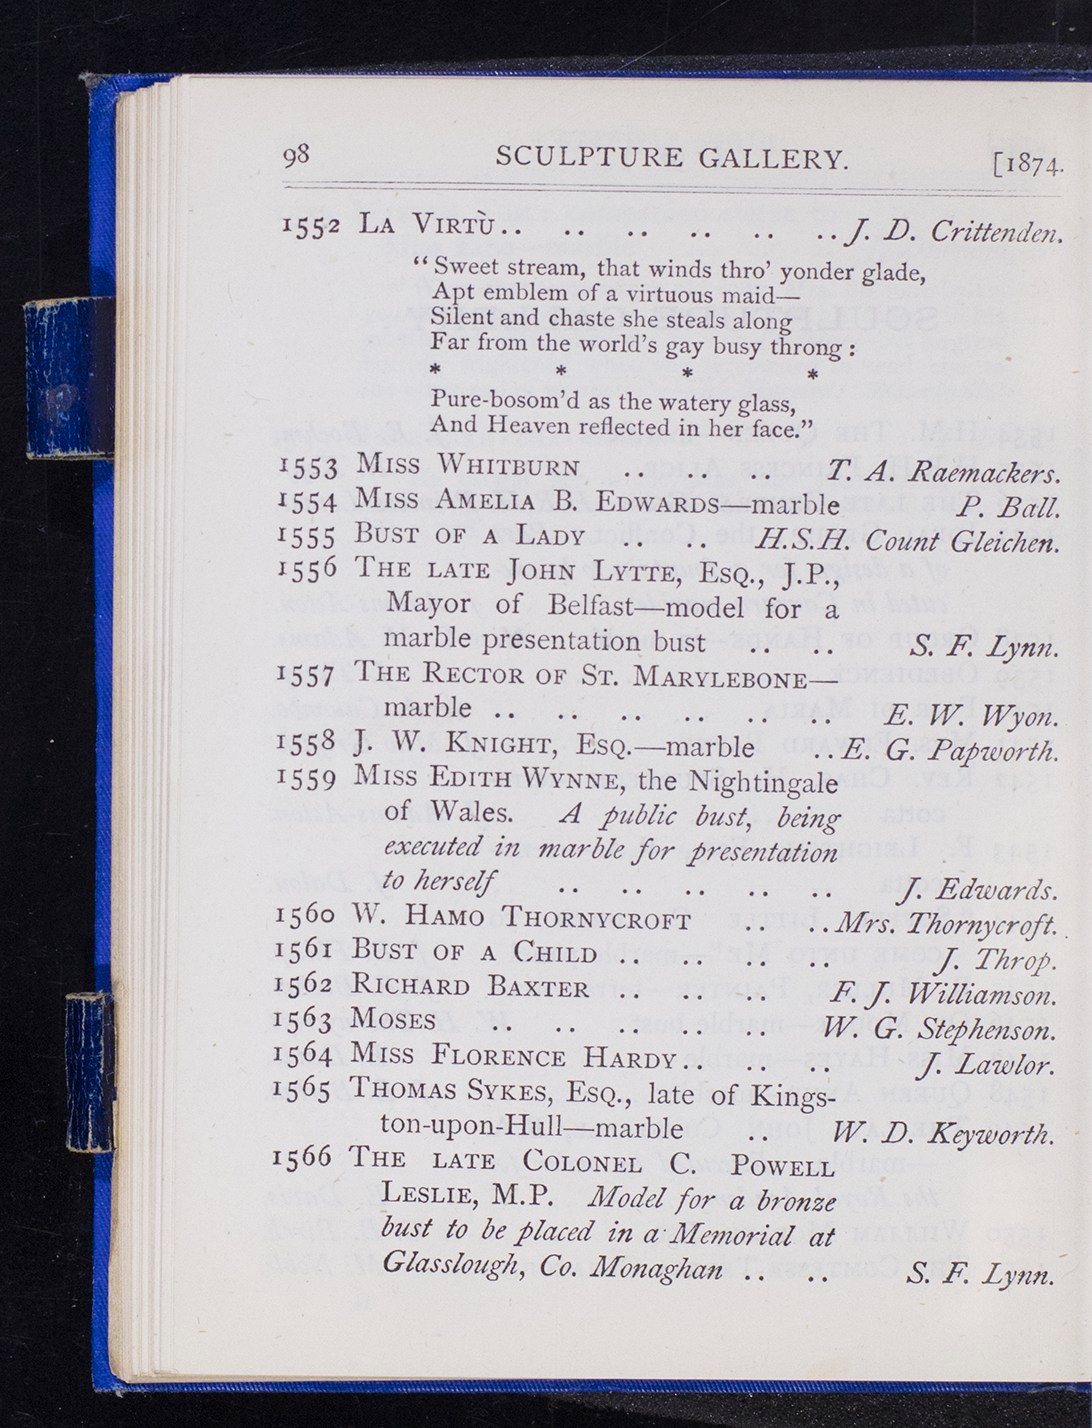 98 SCULPTURE GALLERY. [1874.
1552 LA VIRTÙ.. .. .. .. .. .. J. D. Crittenden.
“Sweet stream, that winds thro’ yonder glade,
Apt emblem of a virtuous maid—
Silent and chaste she steals along
Far from the world’s gay busy throng :
* * * *
Pure-bosom’d as the watery glass,
And Heaven reflected in her face.”
1553 MISS WHITBURN .. .. .. T. A. Raemackers.
1554 MISS AMELIA B. EDWARDS—marble P. Ball.
1555 BUST OF A LADY .. .. H.S.H. Count Gleichen.
1556 THE LATE JOHN LYTTE, ESQ., J.P.,
Mayor of Belfast—model for a
marble presentation bust .. .. S. F. Lynn.
1557 THE RECTOR OF ST. MARYLEBONE—
marble .. .. .. .. .. .. E. W. Wyon.
1558 J. W. KNIGHT, ESQ.—marble .. E. G. Papworth.
1559 MISS EDITH WYNNE, the Nightingale
of Wales. A public bust, being
executed in marble for presentation
to herself .. .. .. .. .. J. Edwards.
1560 W. HAMO THORNYCROFT .. .. Mrs. Thornycroft.
1561 BUST OF A CHILD .. .. .. .. J. Throp.
1562 RICHARD BAXTER .. .. .. F. J. Williamson.
1563 MOSES .. .. .. .. .. W. G. Stephenson.
1564 MISS FLORENCE HARDY.. .. .. J. Lawlor.
1565 THOMAS SYKES, ESQ., late of Kings-
ton-upon-Hull—marble .. W. D. Keyworth.
1566 THE LATE COLONEL C. POWELL
LESLIE, M.P. Model for a bronze
bust to be placed in a Memorial at
Glasslough, Co. Monaghan .. .. S. F. Lynn.